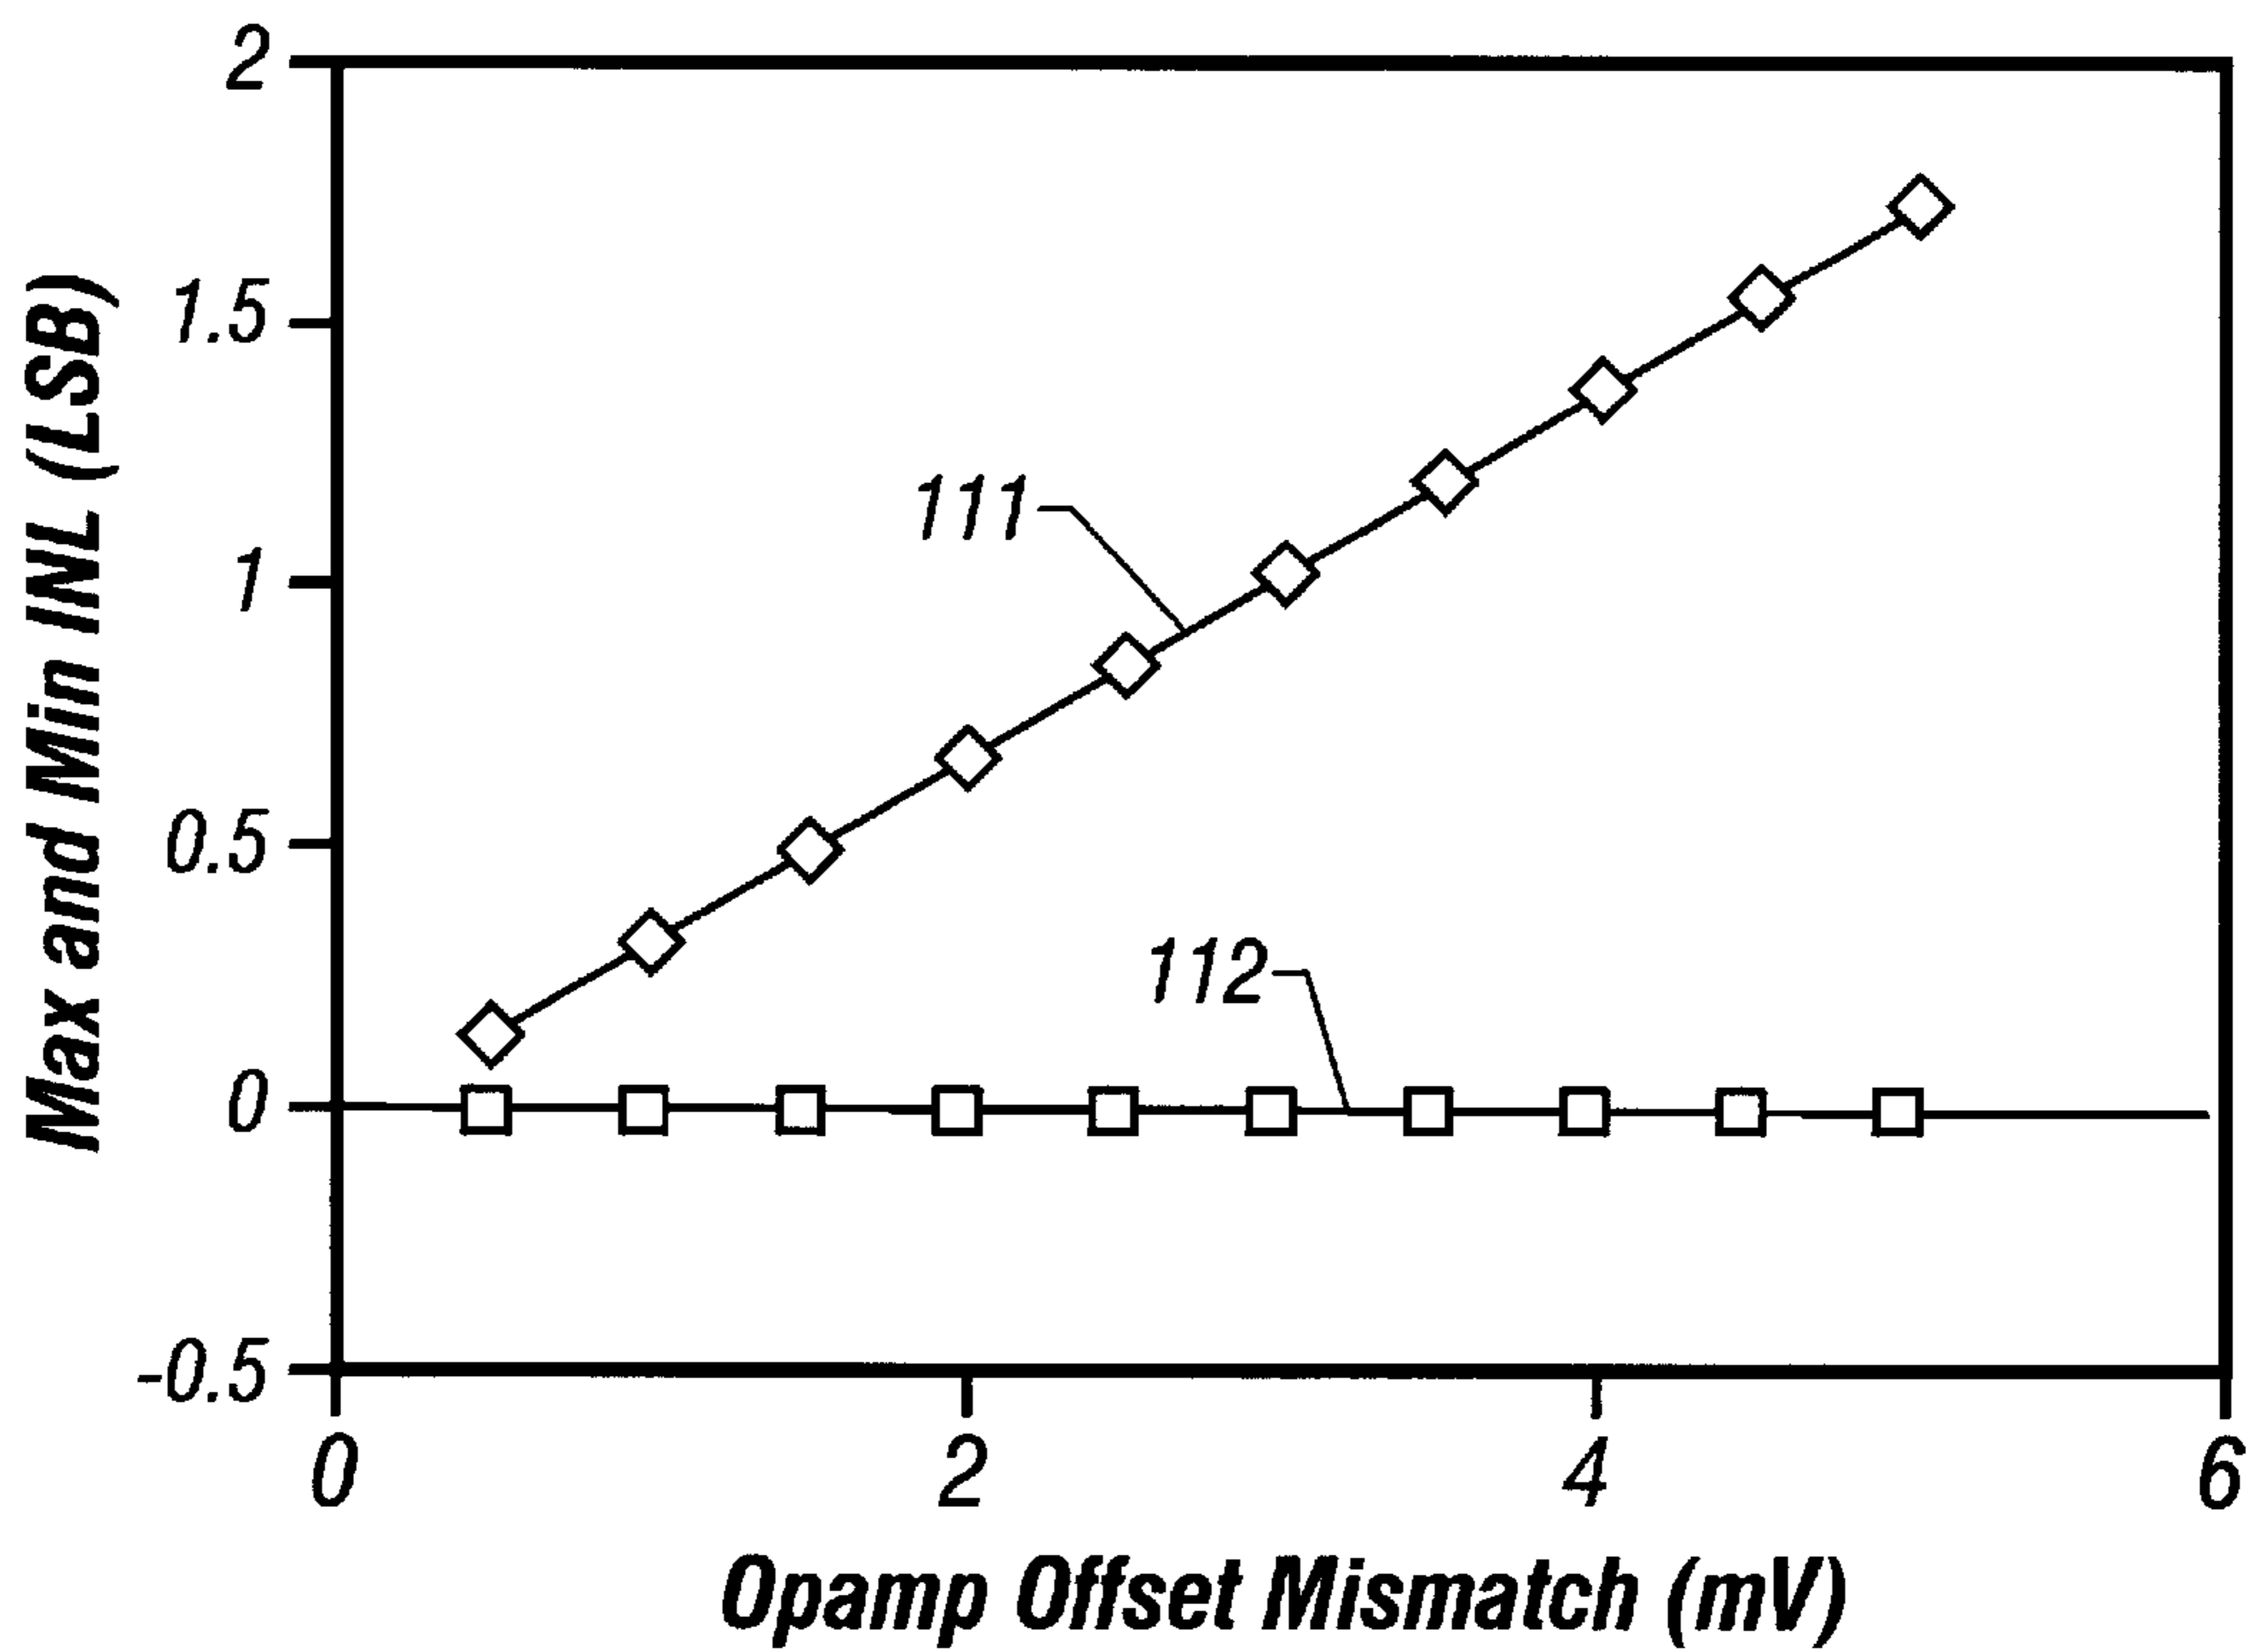 Max and Min INL (LSB)
2
1.5
1
0.5
0
-0.5
111
112
0 2 4 6
Opamp Offset Mismatch (mV)